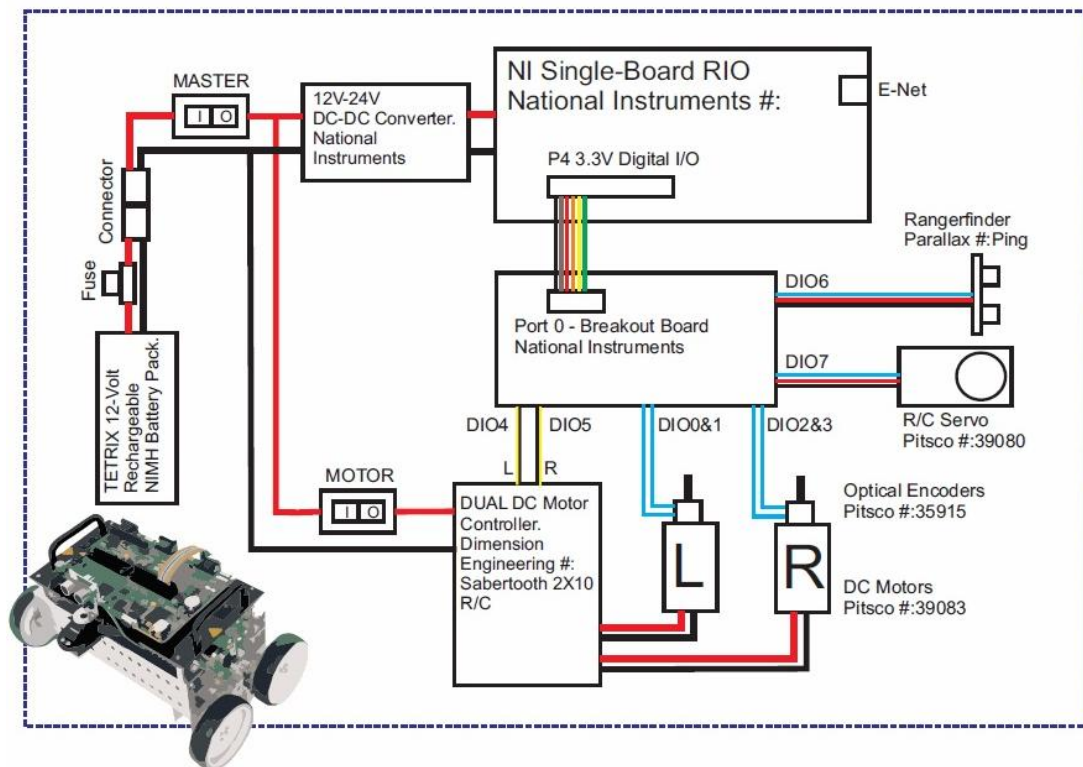 MASTER
I O
12V-24V
DC-DC Converter.
National
Instruments
NI Single-Board RIO
National Instruments #:
E-Net
P4 3.3V Digital I/O
Connector
Fuse
TETRIX 12-Volt
Rechargeable
NIMH Battery Pack.
Rangerfinder
Parallax #:Ping
DIO6
Port 0 - Breakout Board
National Instruments
DIO7
R/C Servo
Pitsco #:39080
DIO4
DIO5
DIO0&1
DIO2&3
L
R
MOTOR
I O
DUAL DC Motor
Controller.
Dimension
Engineering #:
Sabertooth 2X10
R/C
Optical Encoders
Pitsco #:35915
L
R
DC Motors
Pitsco #:39083